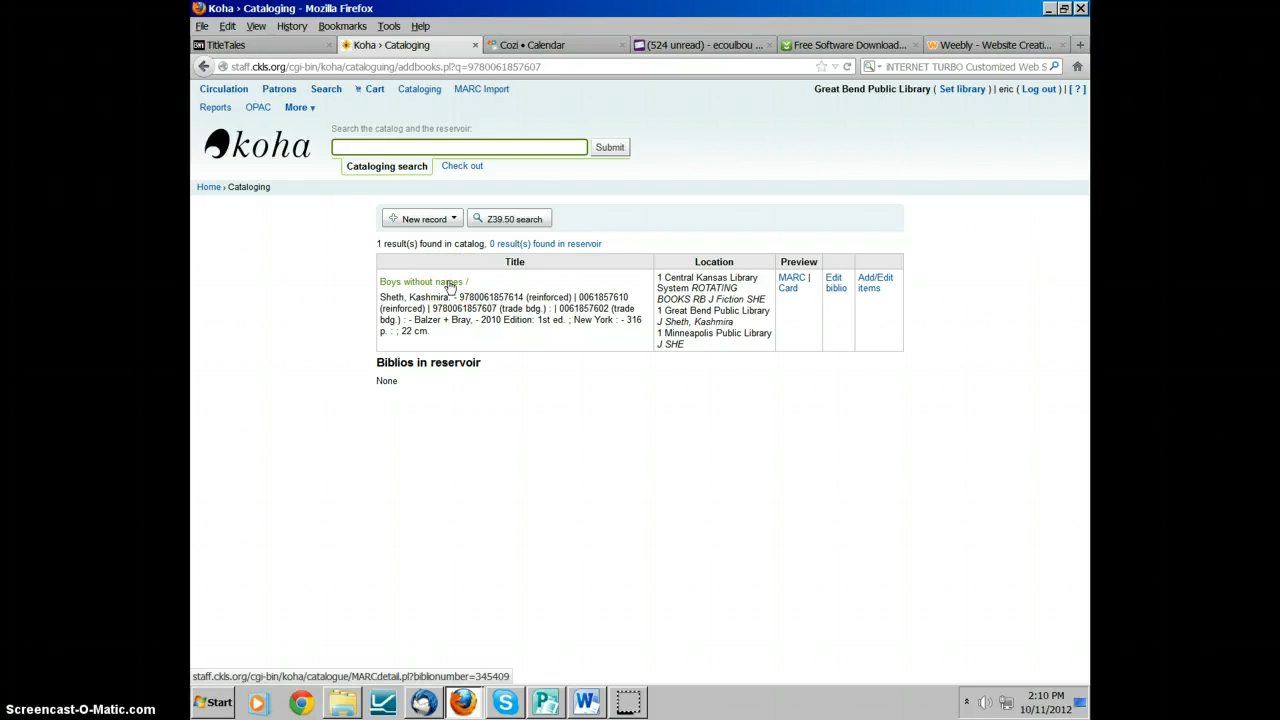 Koha › Cataloging - Mozilla Firefox
File Edit View History Bookmarks Tools Help
TitleTales × Koha › Cataloging × Cozi • Calendar × (524 unread) - ecoulbou ... × Free Software Download... × Weebly - Website Creati... × +
staff.ckls.org/cgi-bin/koha/cataloguing/addbooks.pl?q=9780061857607
iNTERNET TURBO Customized Web S
Circulation Patrons Search Cart Cataloging MARC Import
Great Bend Public Library ( Set library ) | eric ( Log out ) | [ ? ]
Reports OPAC More ▾
Search the catalog and the reservoir:
koha
Submit
Cataloging search Check out
Home › Cataloging
New record Z39.50 search
1 result(s) found in catalog, 0 result(s) found in reservoir
Title Location Preview
Boys without names /
Sheth, Kashmira. - 9780061857614 (reinforced) | 0061857610
(reinforced) | 9780061857607 (trade bdg.) : | 0061857602 (trade
bdg.) : - Balzer + Bray, - 2010 Edition: 1st ed. ; New York : - 316
p. : ; 22 cm.
1 Central Kansas Library
System ROTATING
BOOKS RB J Fiction SHE
1 Great Bend Public Library
J Sheth, Kashmira
1 Minneapolis Public Library
J SHE
MARC |
Card
Edit
biblio
Add/Edit
items
Biblios in reservoir
None
staff.ckls.org/cgi-bin/koha/catalogue/MARCdetail.pl?biblionumber=345409
Start
2:10 PM
10/11/2012
Screencast-O-Matic.com